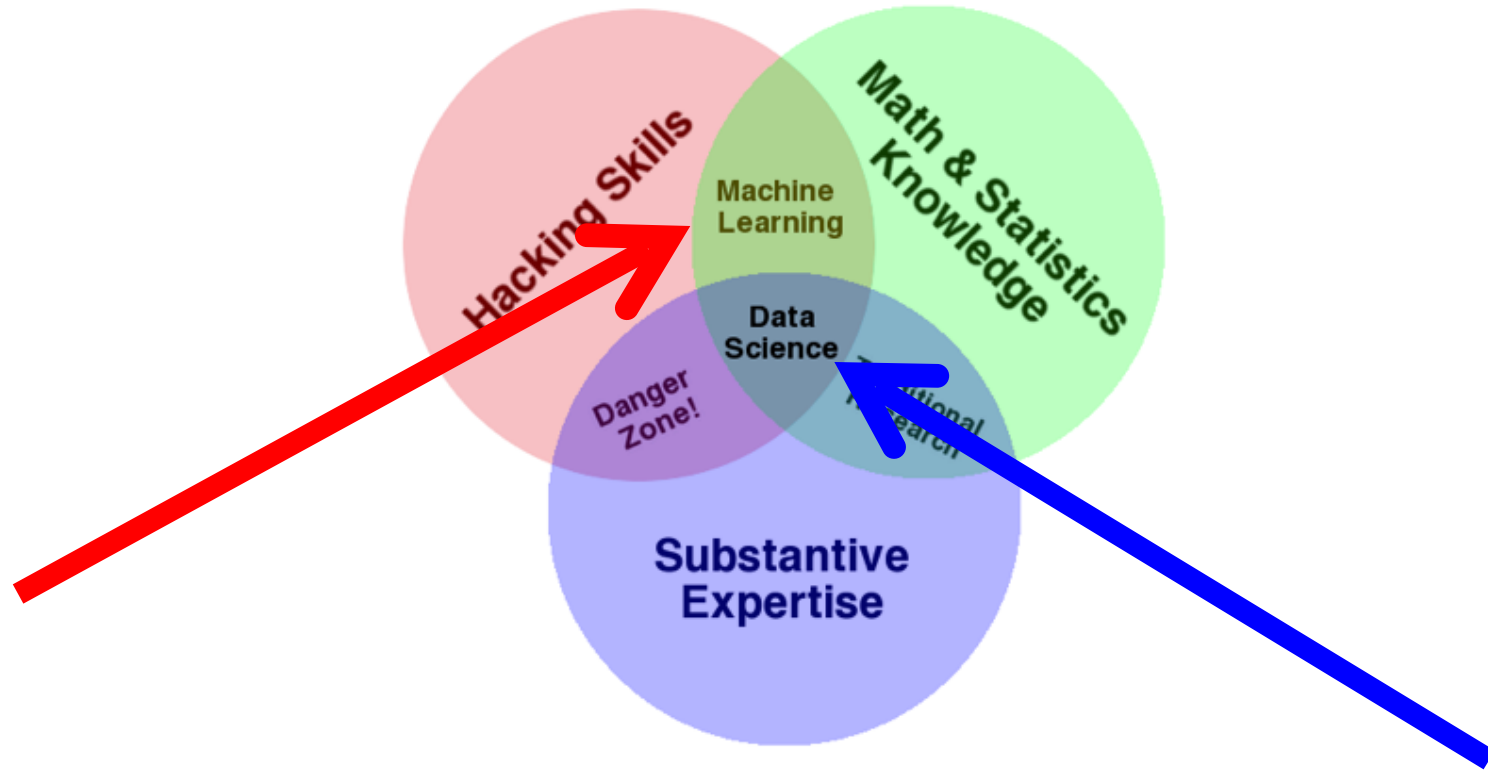 Hacking Skills
Math & Statistics
Knowledge
Machine
Learning
Data
Science
Danger
Zone!
Substantive
Expertise